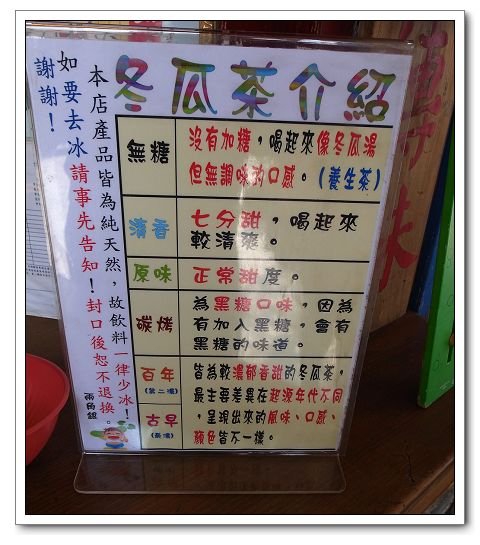 冬瓜茶介紹
無糖
沒有加糖，喝起來像冬瓜湯
但無調味的口感。(養生茶)
清香
七分甜，喝起來
較清爽。
原味
正常甜度。
碳烤
為黑糖口味，因為
有加入黑糖，會有
黑糖的味道。
百年
(第二櫃)
古早
皆為較濃郁香甜的冬瓜茶，
最主要差異在起源年代不同
，呈現出來的風味、口感、
顏色皆不一樣。
本店產品皆為純天然，故飲料一律少冰！
如要去冰請事先告知！封口後恕不退換。
謝謝！
味